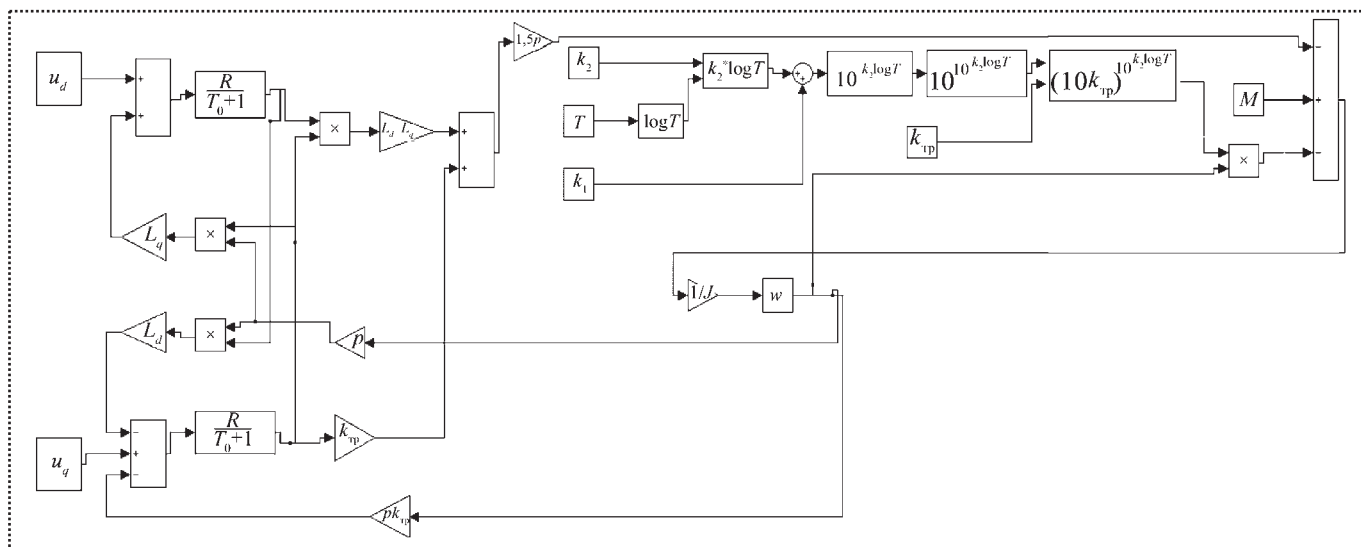 u_d
+
+
R
T_0+1
×
L_d L_q
+
+
1,5p
k_2
k_2*logT
T
logT
k_1
+
+
10^{k_2logT}
10^{10^{k_2logT}}
(10k_тр)^{10^{k_2logT}}
k_тр
M
×
−
+
−
L_q
×
L_d
×
p
1/J
w
−
+
−
u_q
R
T_0+1
k_тр
pk_тр